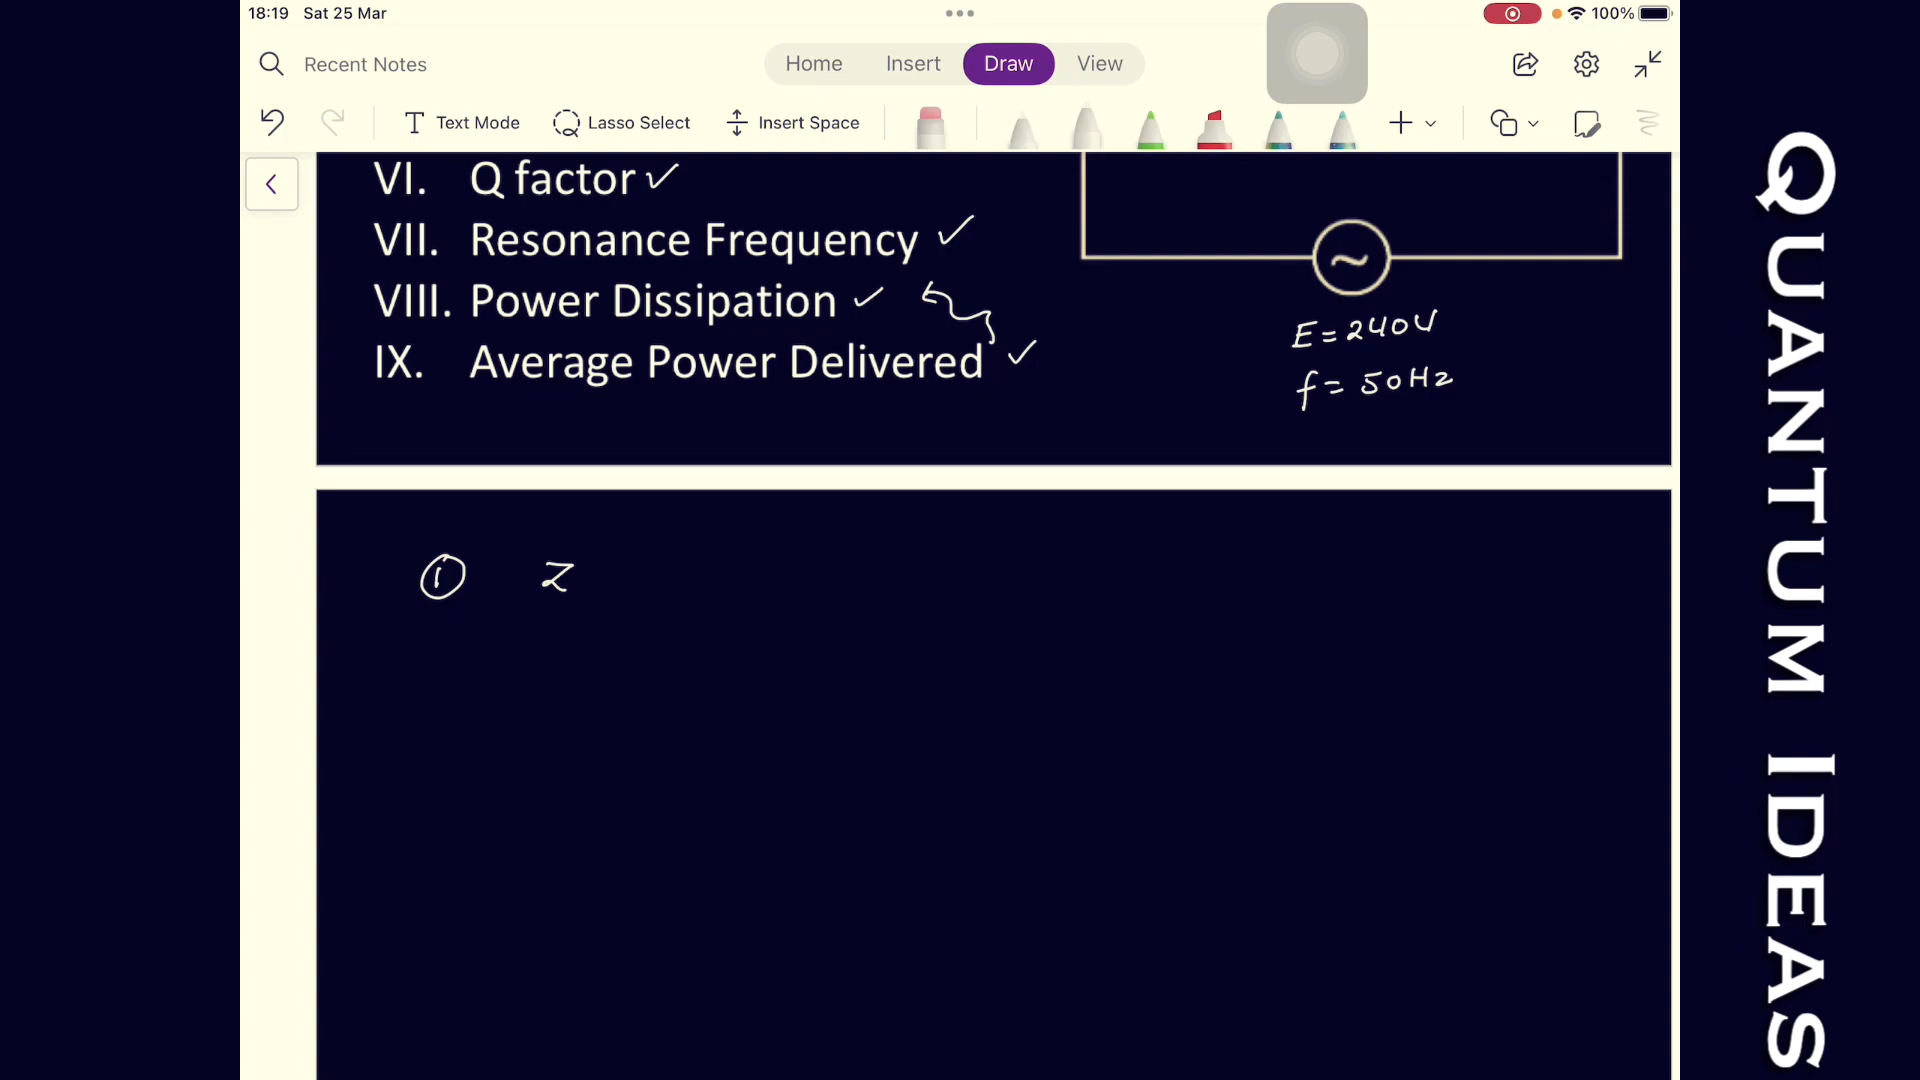 18:19 Sat 25 Mar
100%
Recent Notes
Home Insert Draw View
Text Mode Lasso Select Insert Space
VI. Q factor ✓
VII. Resonance Frequency ✓
VIII. Power Dissipation ✓
IX. Average Power Delivered ✓
E = 240V
f = 50Hz
① Z
QUANTUM IDEAS